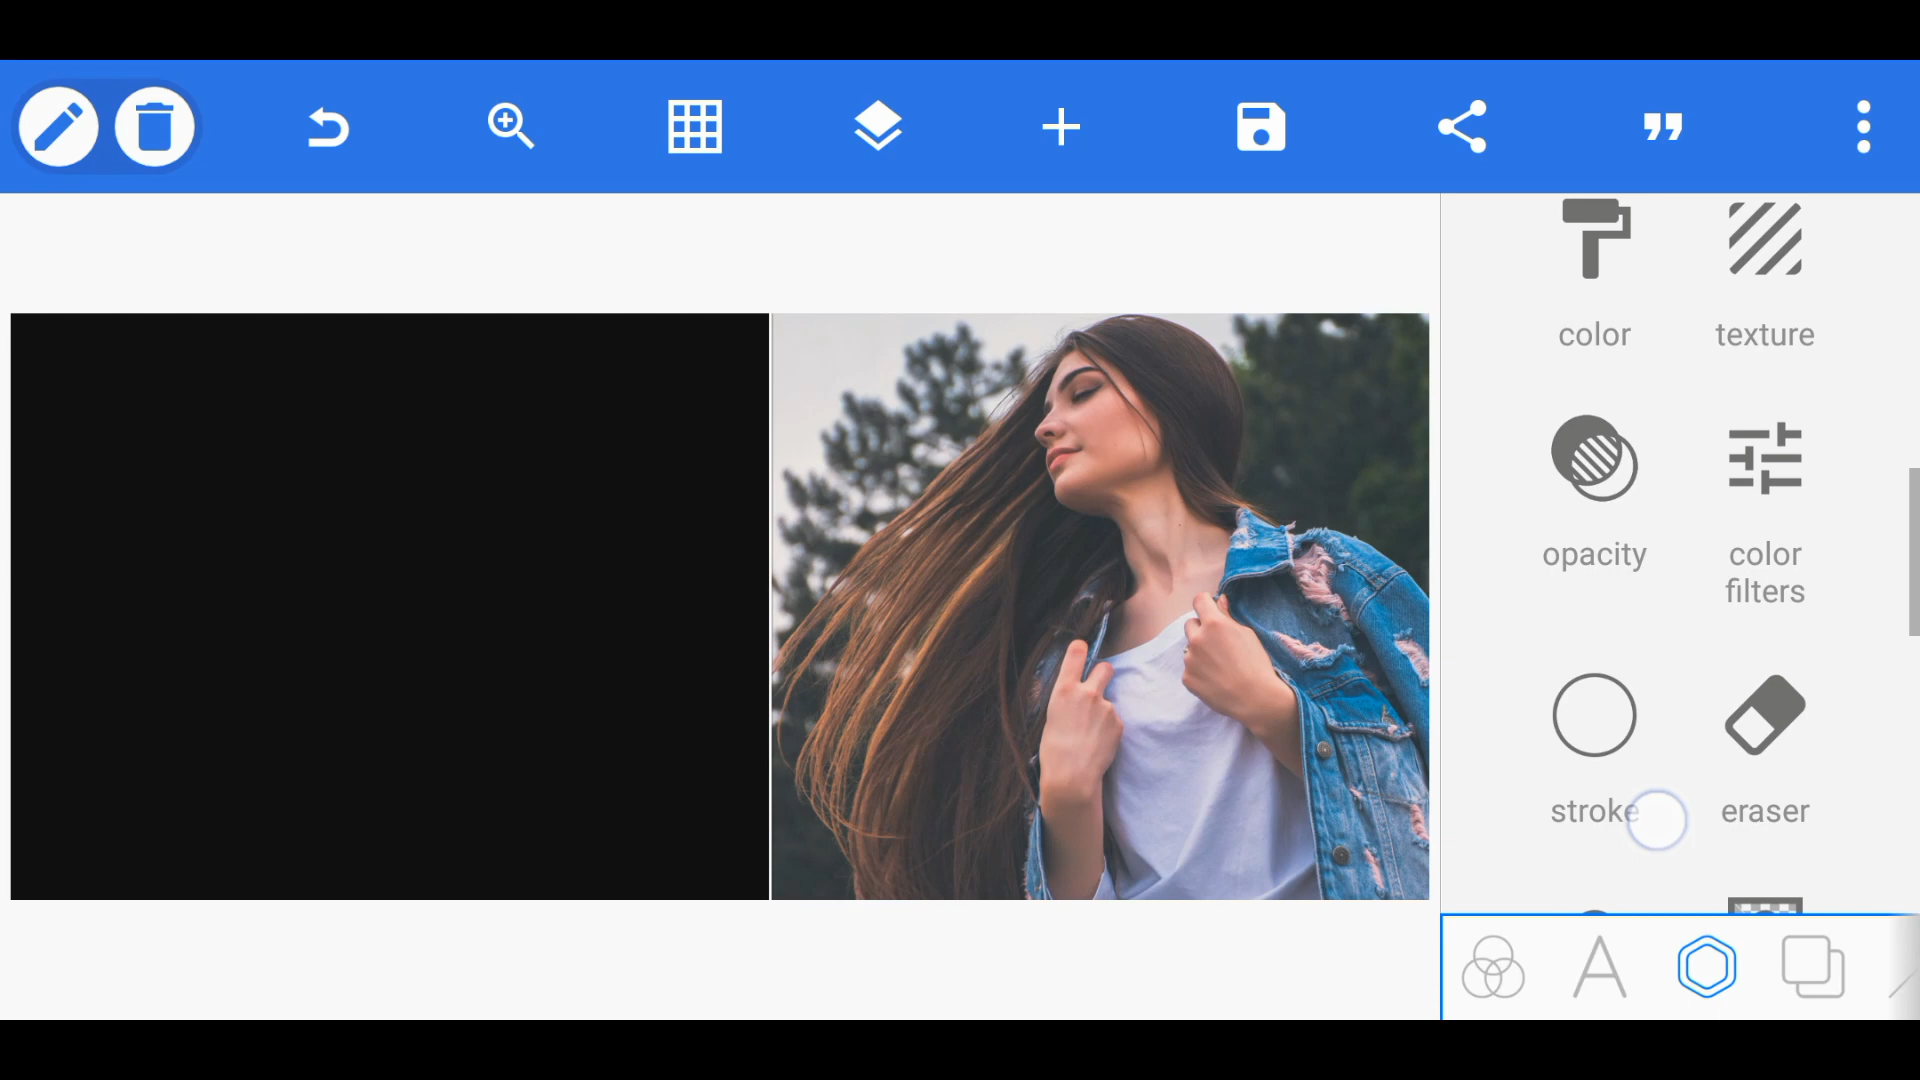 color texture
opacity color
filters
stroke eraser